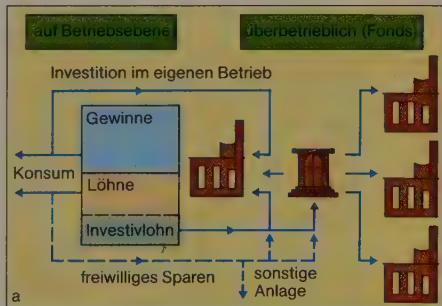 auf Betriebsebene
überbetrieblich (Fonds)
Investition im eigenen Betrieb
Gewinne
Konsum
Löhne
Investivlohn
freiwilliges Sparen
sonstige
Anlage
a